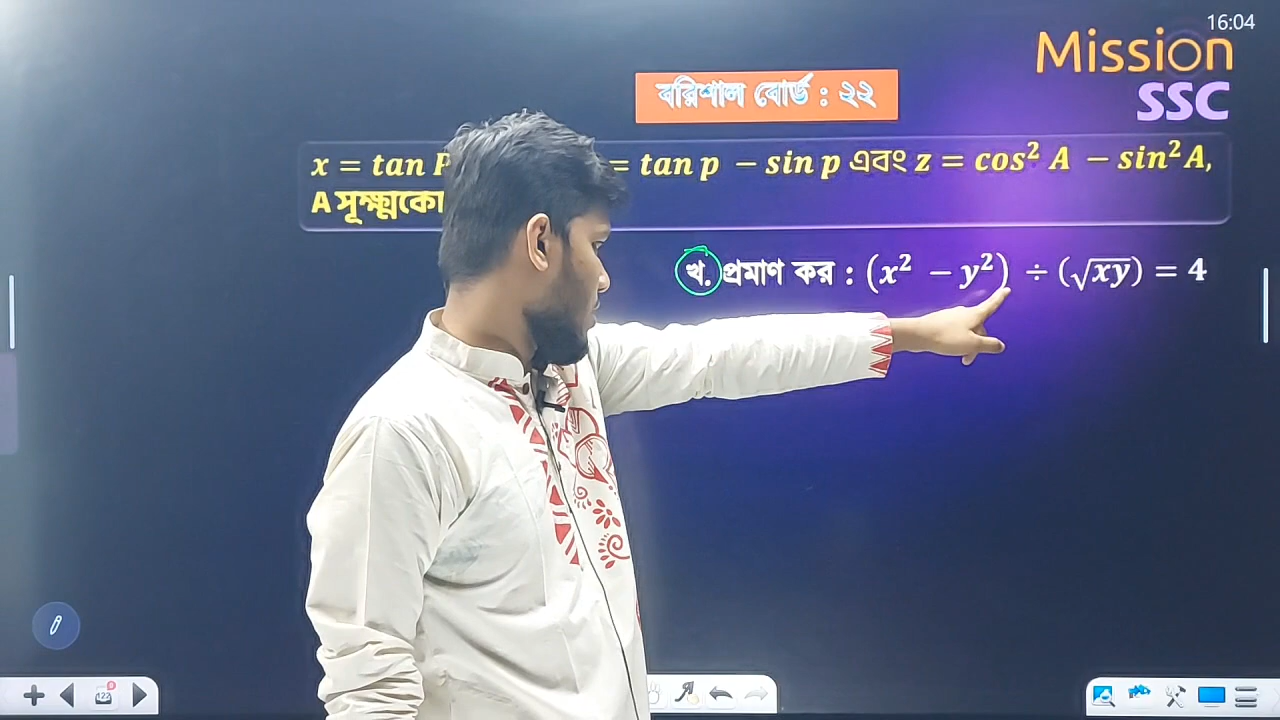 16:04
Mission
SSC
বরিশাল বোর্ড : ২২
x = tan P = tan p − sin p এবং z = cos² A − sin² A,
A সূক্ষ্মকো
খ. প্রমাণ কর : (x² − y²) ÷ (√xy) = 4